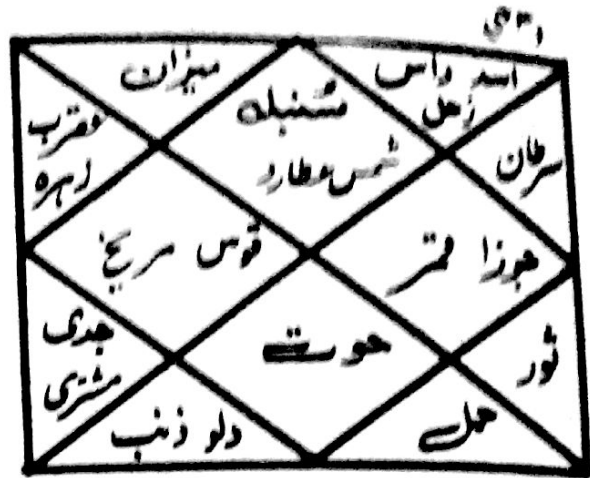 میزان
اسد راس
زحل
سنبلہ
شمس عطارد
عقرب
زہرہ
سرطان
قوس مریخ
جوزا قمر
جدی
مشتری
حوت
ثور
دلو ذنب
حمل